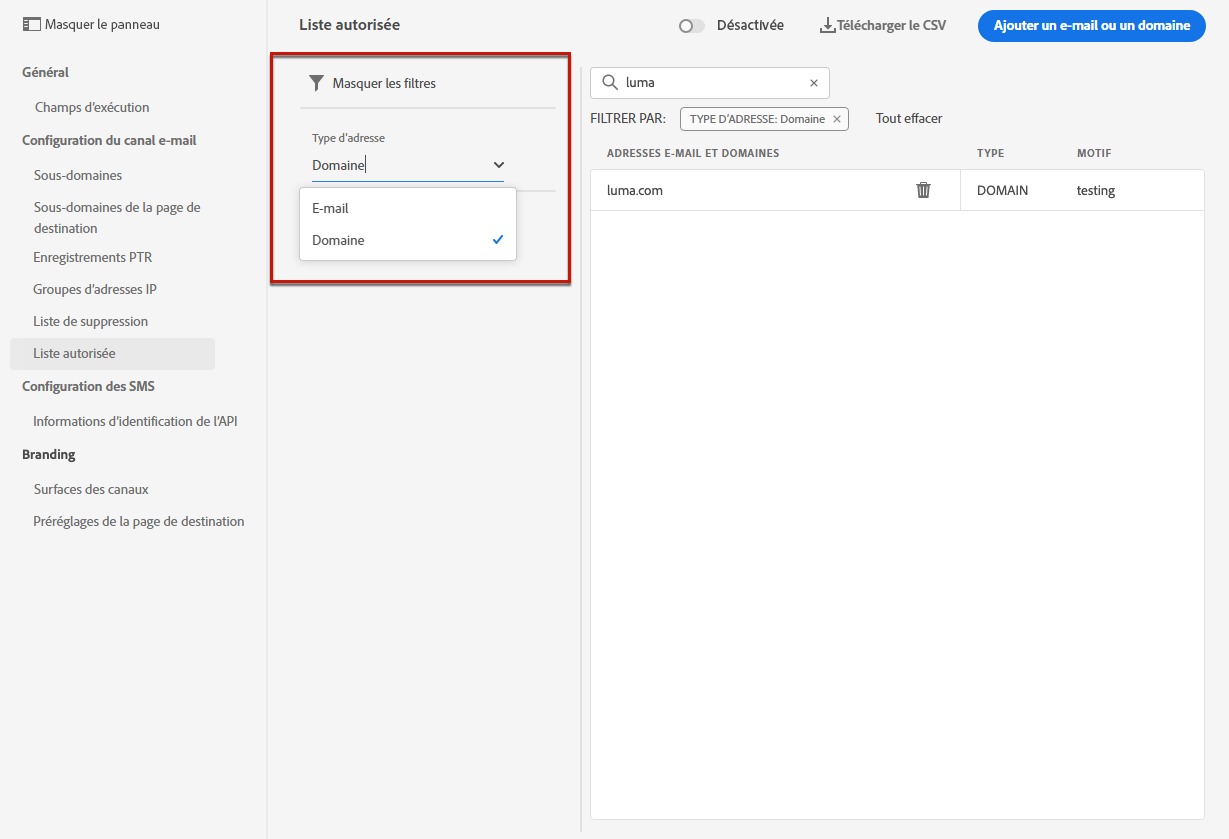 Masquer le panneau
Général
Champs d'exécution
Configuration du canal e-mail
Sous-domaines
Sous-domaines de la page de
destination
Enregistrements PTR
Groupes d'adresses IP
Liste de suppression
Liste autorisée
Configuration des SMS
Informations d'identification de l'API
Branding
Surfaces des canaux
Préréglages de la page de destination
Liste autorisée
Désactivée
Télécharger le CSV
Ajouter un e-mail ou un domaine
Masquer les filtres
Type d'adresse
Domaine
E-mail
Domaine
luma
FILTRER PAR: TYPE D'ADRESSE: Domaine Tout effacer
ADRESSES E-MAIL ET DOMAINES TYPE MOTIF
luma.com DOMAIN testing